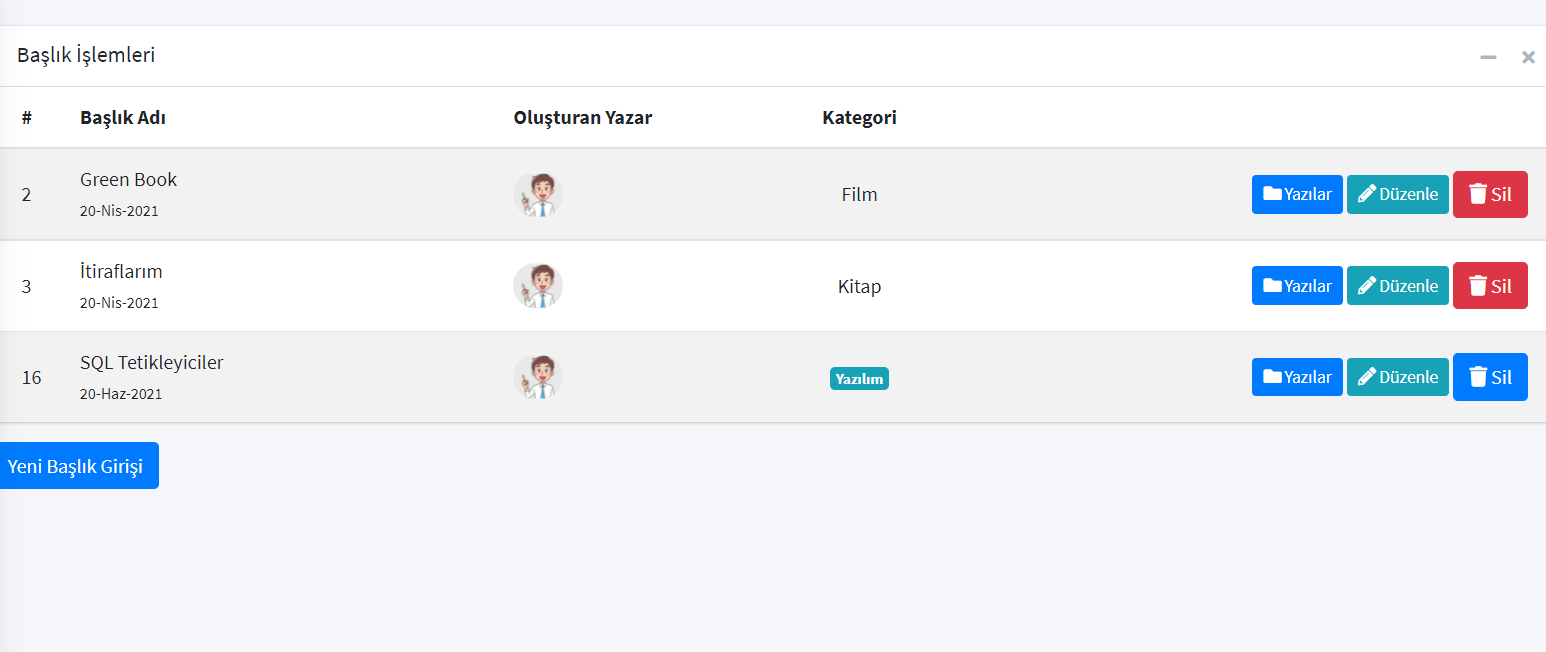 Başlık İşlemleri
# Başlık Adı Oluşturan Yazar Kategori
2 Green Book Film Yazılar Düzenle Sil
20-Nis-2021
3 İtiraflarım Kitap Yazılar Düzenle Sil
20-Nis-2021
16 SQL Tetikleyiciler Yazılım Yazılar Düzenle Sil
20-Haz-2021
Yeni Başlık Girişi